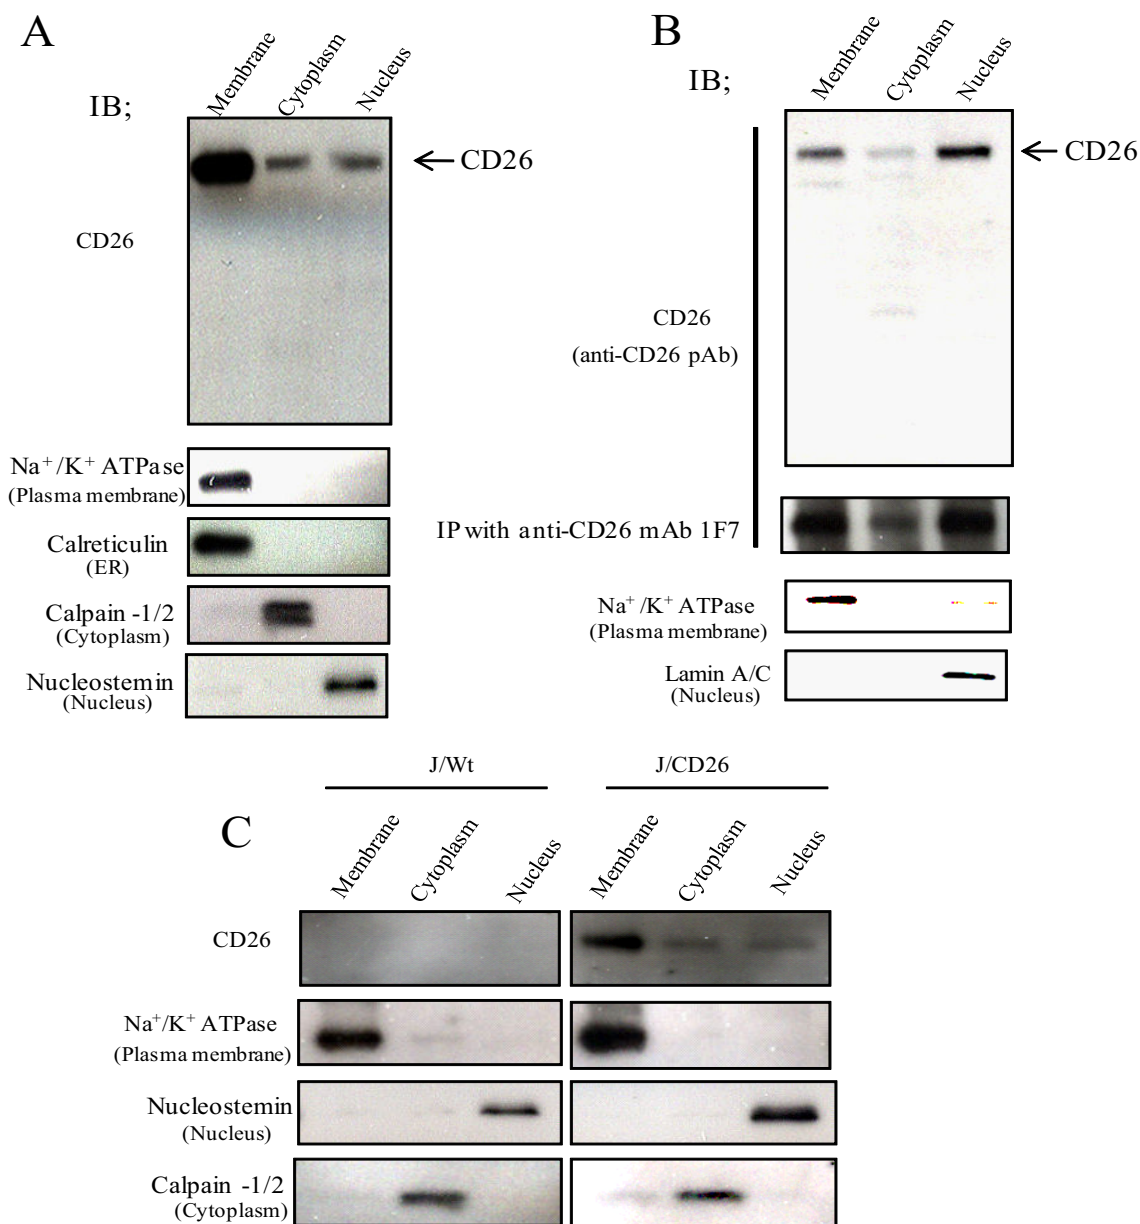 A
IB;
Membrane
Cytoplasm
Nucleus
CD26
CD26
Na⁺/K⁺ ATPase
(Plasma membrane)
Calreticulin
(ER)
Calpain -1/2
(Cytoplasm)
Nucleostemin
(Nucleus)
B
IB;
Membrane
Cytoplasm
Nucleus
CD26
CD26
(anti-CD26 pAb)
IP with anti-CD26 mAb 1F7
Na⁺/K⁺ ATPase
(Plasma membrane)
Lamin A/C
(Nucleus)
C
J/Wt
J/CD26
Membrane
Cytoplasm
Nucleus
Membrane
Cytoplasm
Nucleus
CD26
Na⁺/K⁺ ATPase
(Plasma membrane)
Nucleostemin
(Nucleus)
Calpain -1/2
(Cytoplasm)